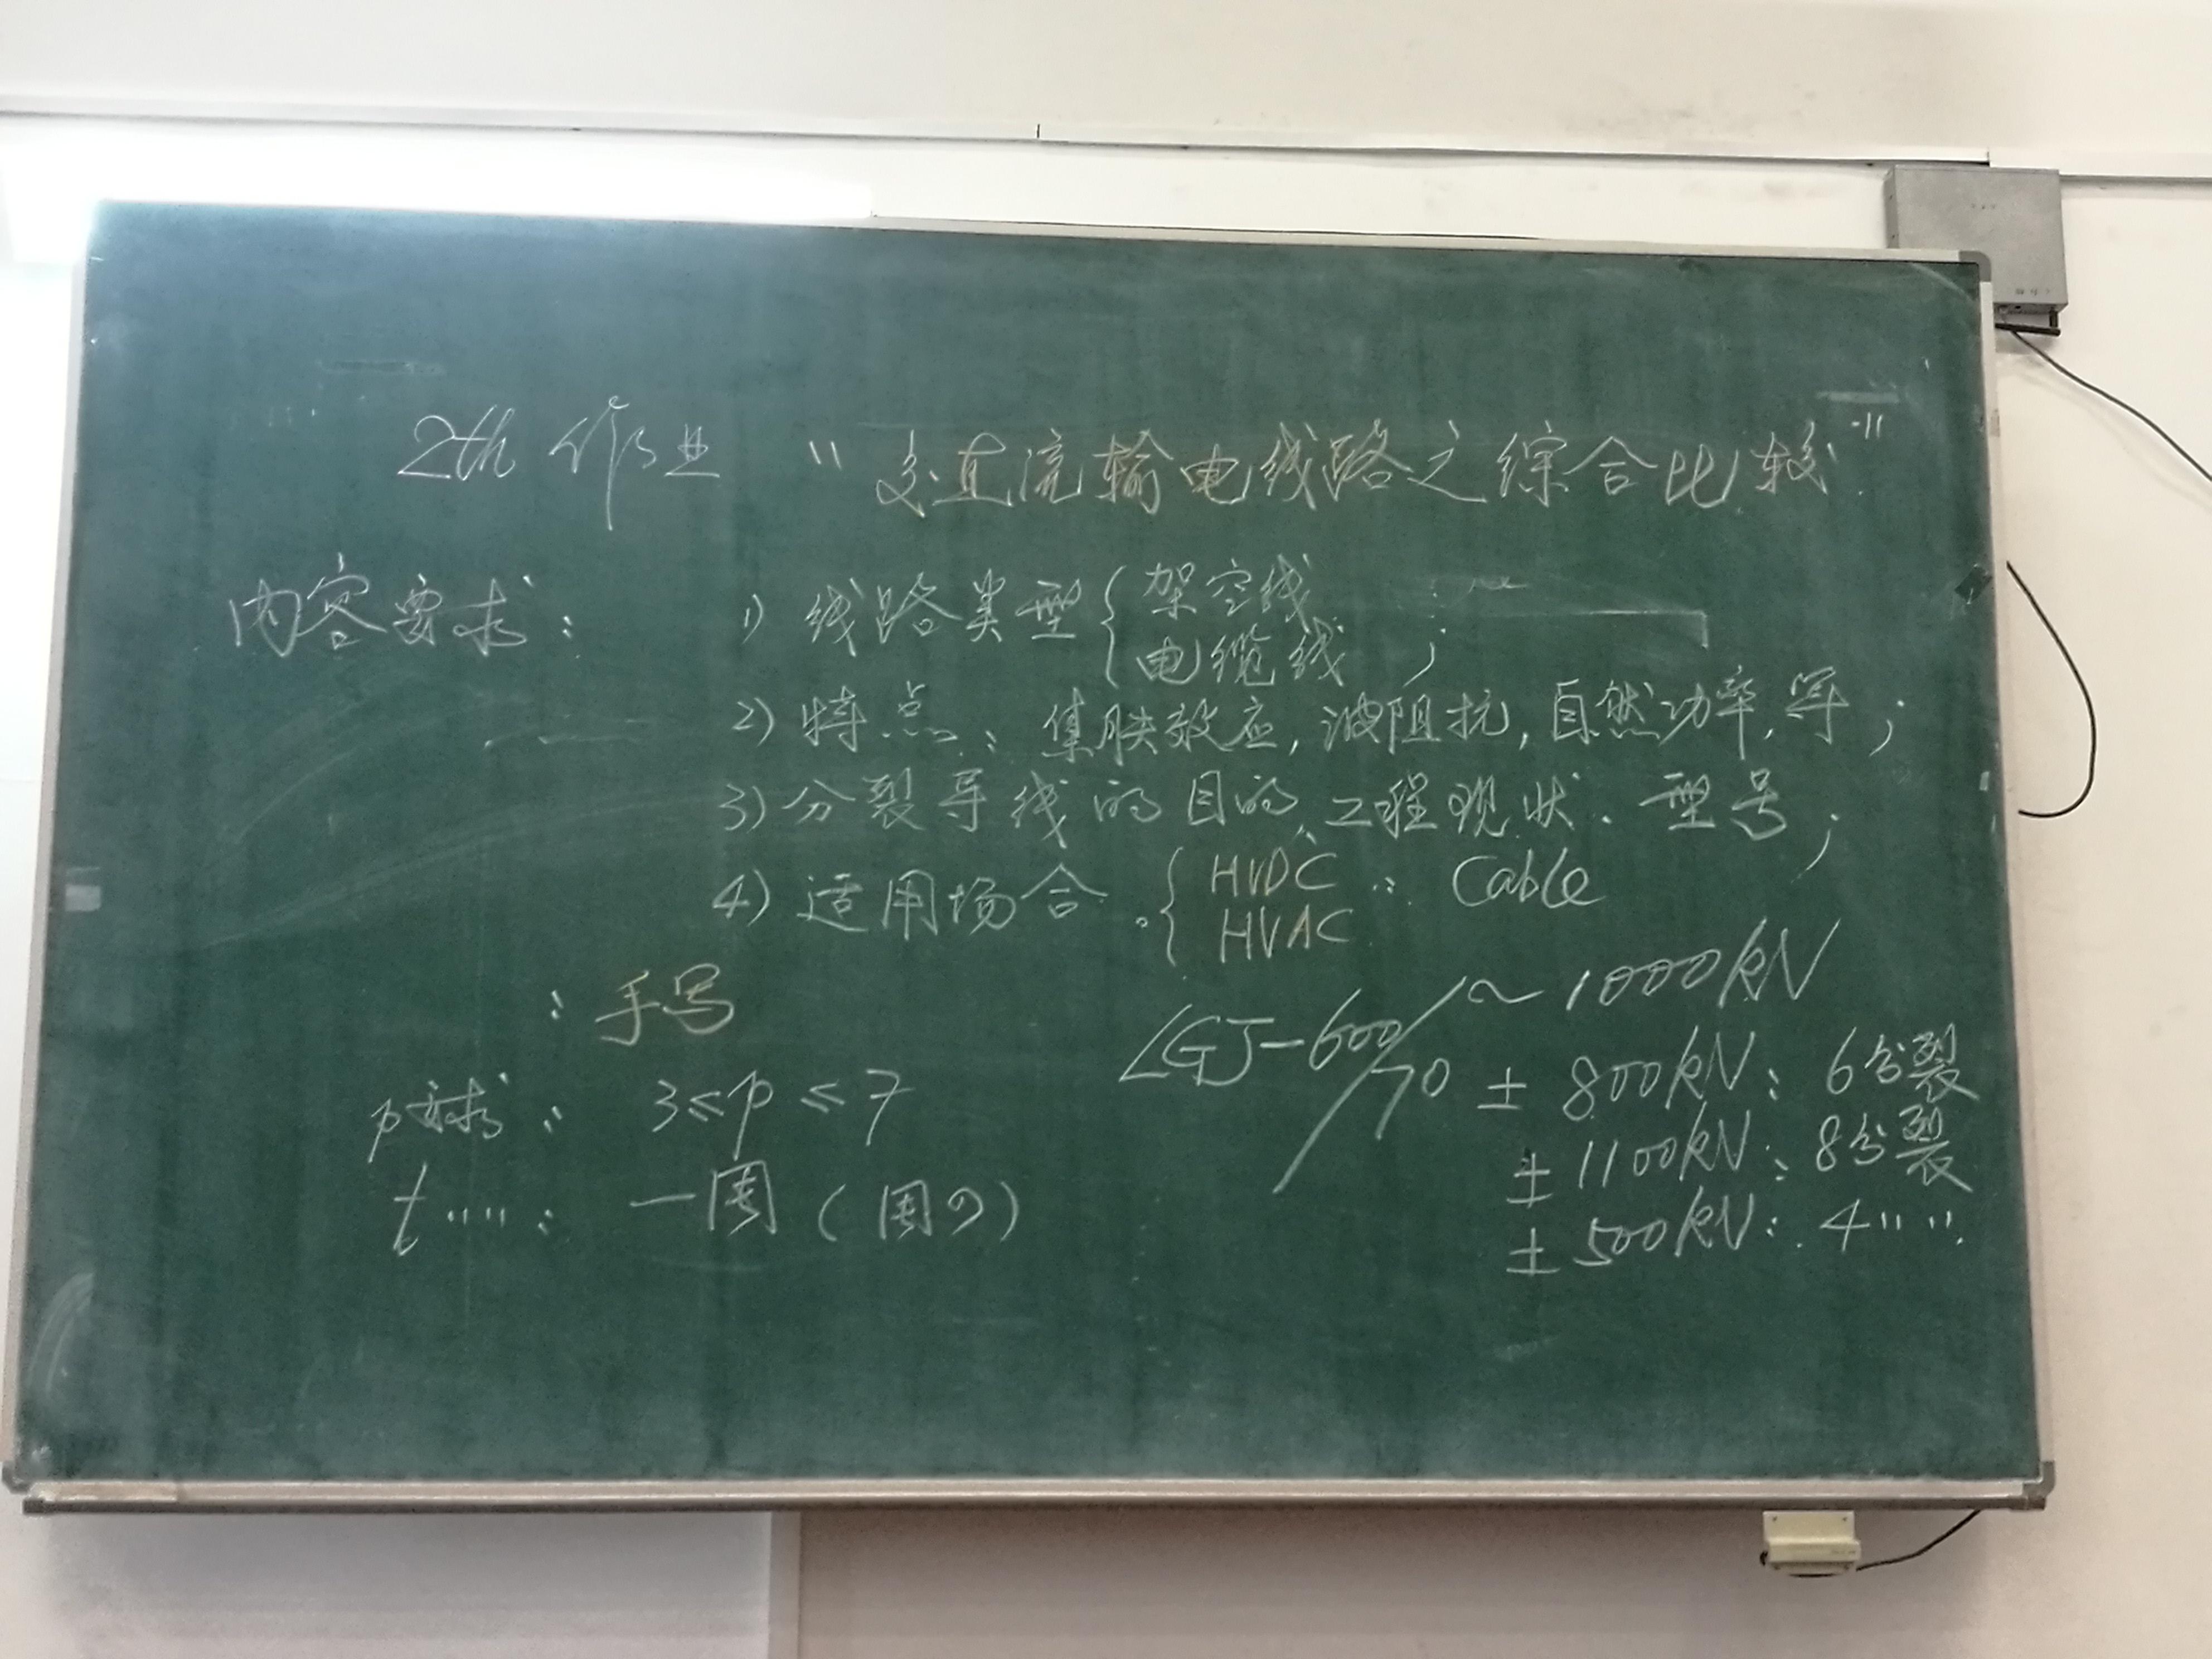 2th 作业 "交直流输电线路之综合比较"
内容要求: 1) 线路类型 { 架空线
电缆线 ;
2) 特点: 集肤效应, 波阻抗, 自然功率, 等;
3) 分裂导线的目的、工程现状、型号;
4) 适用场合: { HVDC : Cable
HVAC
: 手写
~ 1000kV
LGJ-600/70
± 800kV: 6分裂
p要求: 3≤p≤7
± 1100kV: 8分裂
t " " : 一周 (周?)
± 500kV: 4 " "